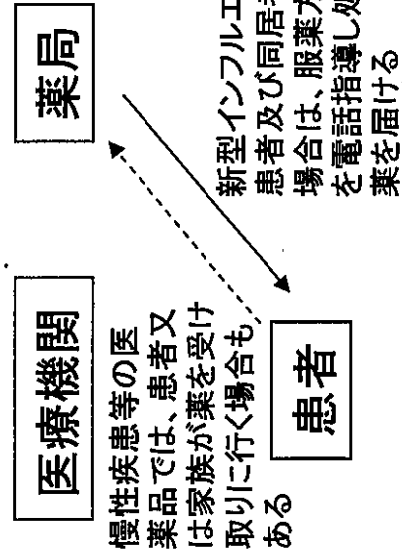 医療機関
薬局
慢性疾患等の医
薬品では、患者又
は家族が薬を受け
取りに行く場合も
ある
患者
新型インフルエ
患者及び同居
場合は、服薬
を電話指導し処
薬を届ける